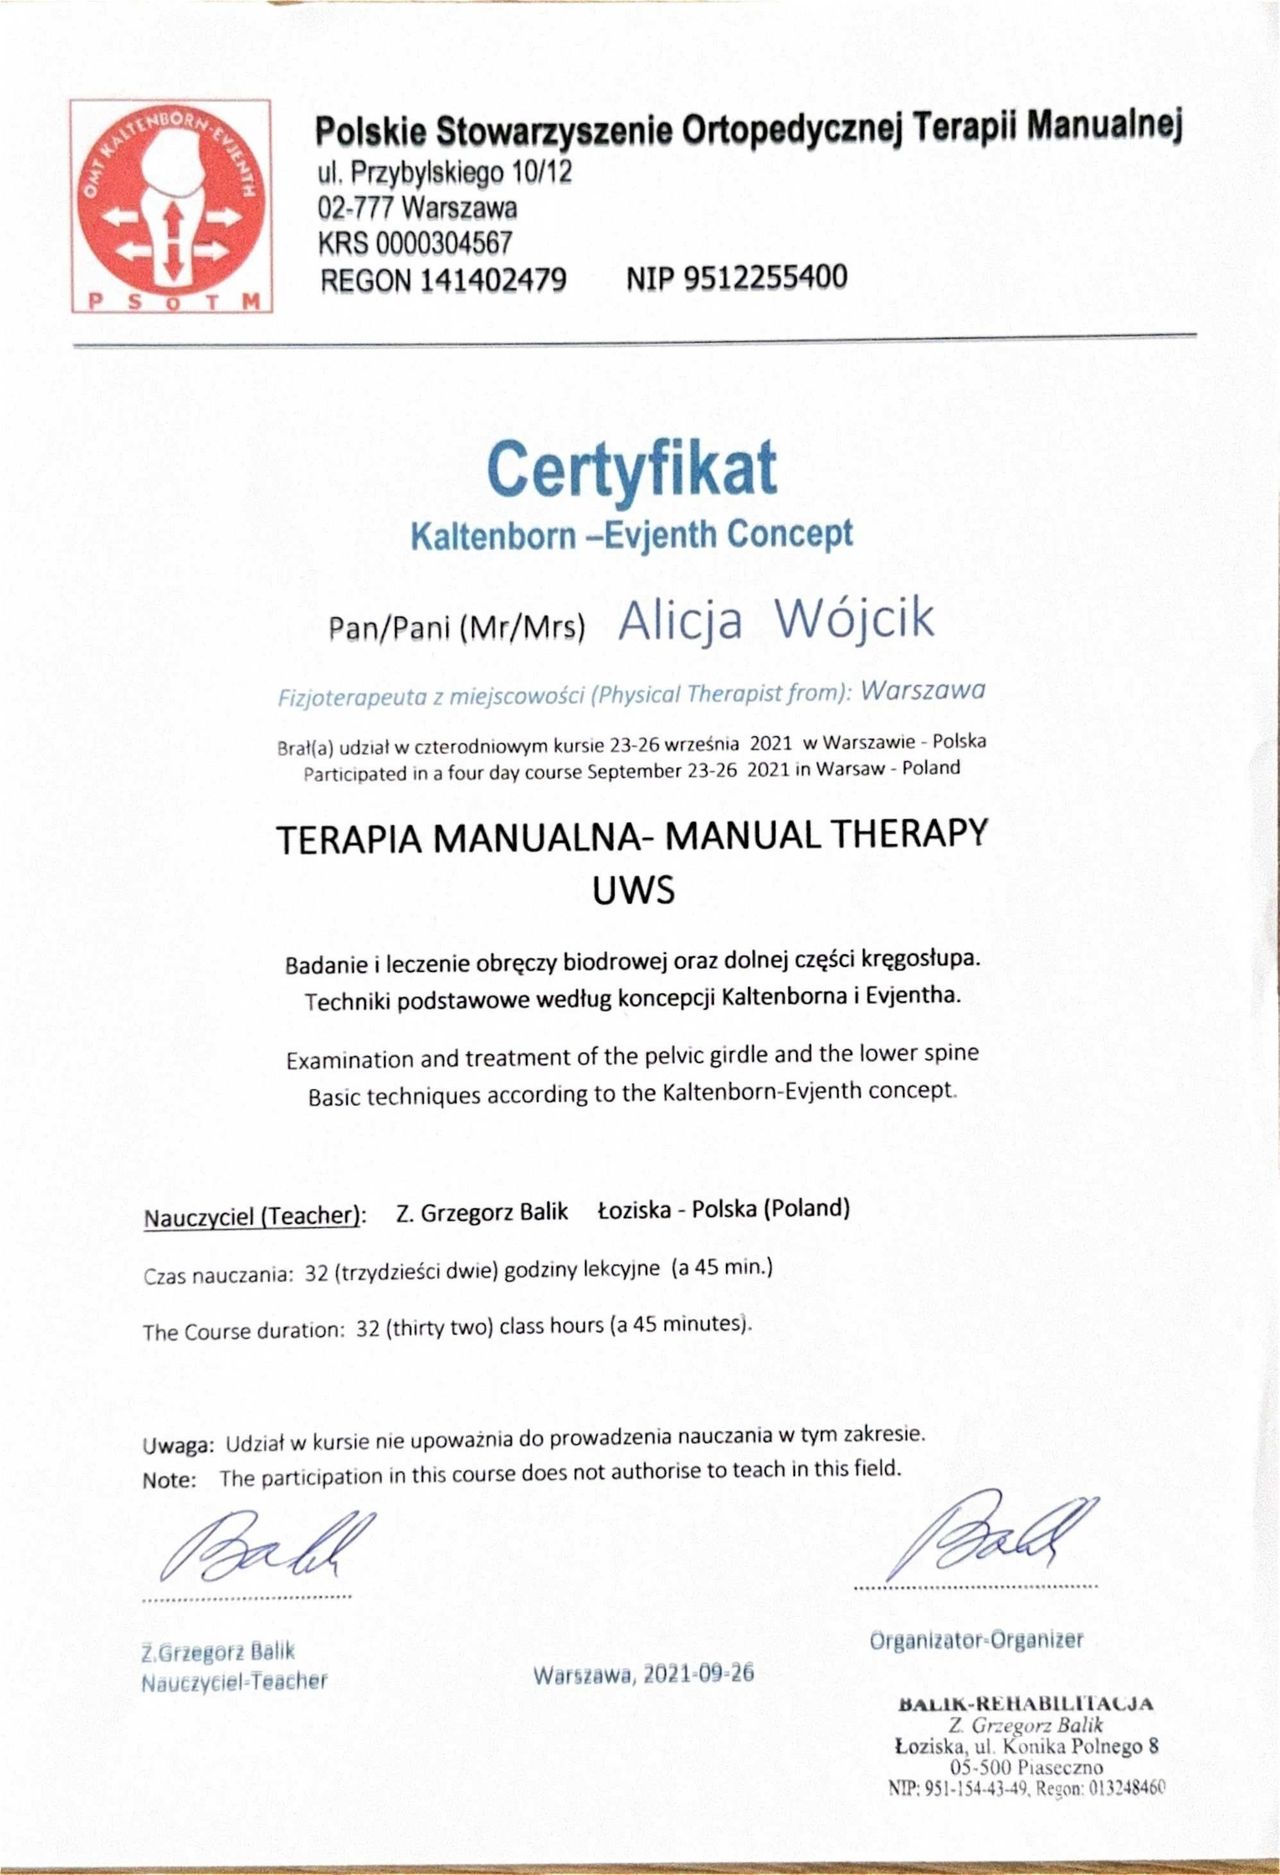 OMT KALTENBORN-EVJENTH
P S O T M
Polskie Stowarzyszenie Ortopedycznej Terapii Manualnej
ul. Przybylskiego 10/12
02-777 Warszawa
KRS 0000304567
REGON 141402479 NIP 9512255400
Certyfikat
Kaltenborn –Evjenth Concept
Pan/Pani (Mr/Mrs) Alicja Wójcik
Fizjoterapeuta z miejscowości (Physical Therapist from): Warszawa
Brał(a) udział w czterodniowym kursie 23-26 września 2021 w Warszawie - Polska
Participated in a four day course September 23-26 2021 in Warsaw - Poland
TERAPIA MANUALNA- MANUAL THERAPY
UWS
Badanie i leczenie obręczy biodrowej oraz dolnej części kręgosłupa.
Techniki podstawowe według koncepcji Kaltenborna i Evjentha.
Examination and treatment of the pelvic girdle and the lower spine
Basic techniques according to the Kaltenborn-Evjenth concept.
Nauczyciel (Teacher): Z. Grzegorz Balik Łoziska - Polska (Poland)
Czas nauczania: 32 (trzydzieści dwie) godziny lekcyjne (a 45 min.)
The Course duration: 32 (thirty two) class hours (a 45 minutes).
Uwaga: Udział w kursie nie upoważnia do prowadzenia nauczania w tym zakresie.
Note: The participation in this course does not authorise to teach in this field.
Balik Balik
Z.Grzegorz Balik
Nauczyciel-Teacher
Warszawa, 2021-09-26
Organizator-Organizer
BALIK-REHABILITACJA
Z. Grzegorz Balik
Łoziska, ul. Konika Polnego 8
05-500 Piaseczno
NIP: 951-154-43-49, Regon: 013248460